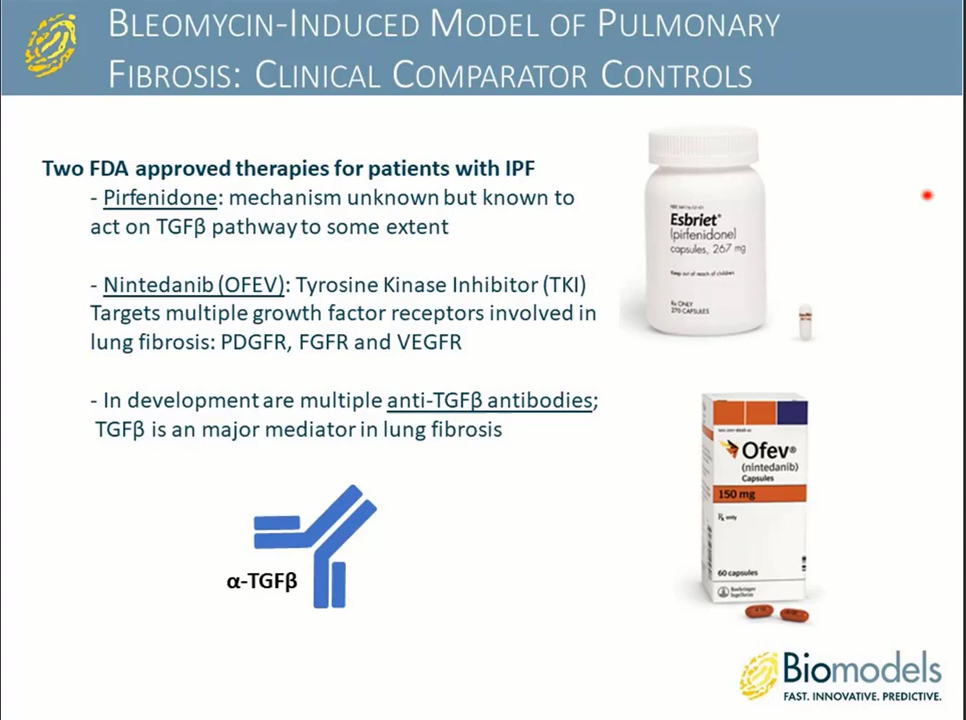 BLEOMYCIN-INDUCED MODEL OF PULMONARY
FIBROSIS: CLINICAL COMPARATOR CONTROLS
Two FDA approved therapies for patients with IPF
- Pirfenidone: mechanism unknown but known to
act on TGFβ pathway to some extent
- Nintedanib (OFEV): Tyrosine Kinase Inhibitor (TKI)
Targets multiple growth factor receptors involved in
lung fibrosis: PDGFR, FGFR and VEGFR
- In development are multiple anti-TGFβ antibodies;
TGFβ is an major mediator in lung fibrosis
α-TGFβ
Esbriet®
(pirfenidone)
capsules, 267 mg
Keep out of reach of children
Rx ONLY
270 CAPSULES
Ofev®
(nintedanib)
Capsules
150 mg
Rx only
60 capsules
Boehringer
Ingelheim
Biomodels
FAST. INNOVATIVE. PREDICTIVE.